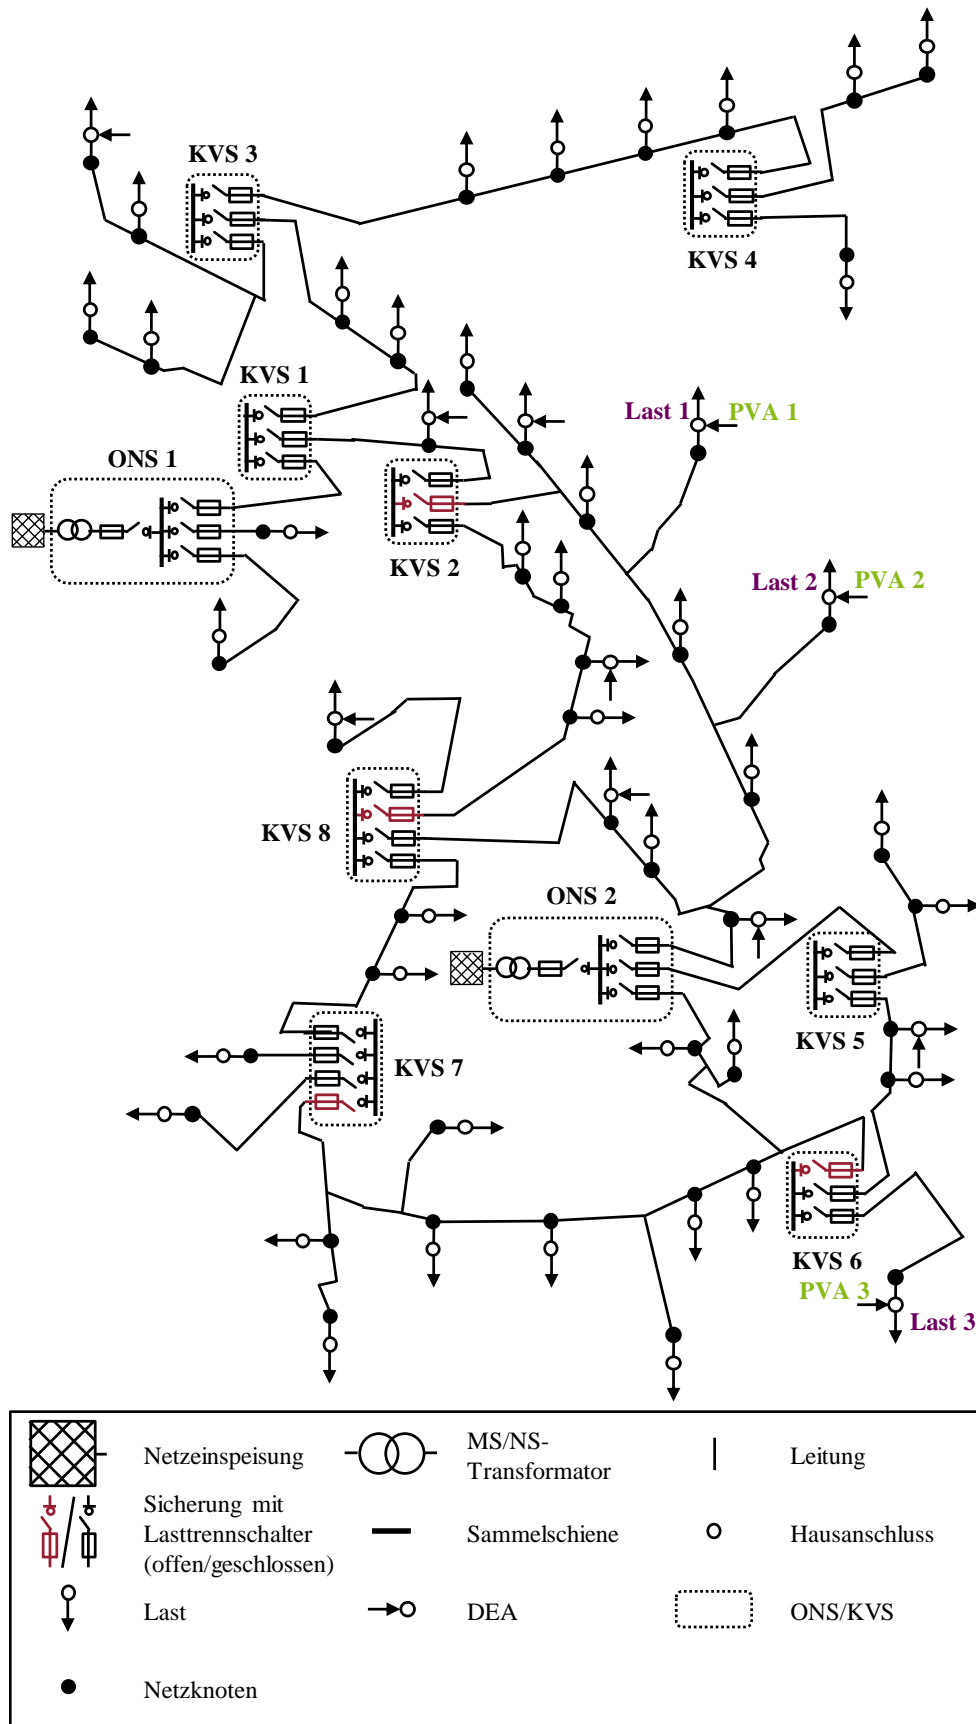 KVS 3
KVS 4
KVS 1
Last 1 PVA 1
ONS 1
KVS 2
Last 2 PVA 2
KVS 8
ONS 2
KVS 5
KVS 7
KVS 6
PVA 3
Last 3
Netzeinspeisung
MS/NS-
Transformator
Leitung
Sicherung mit
Lasttrennschalter
(offen/geschlossen)
Sammelschiene
Hausanschluss
Last
DEA
ONS/KVS
Netzknoten